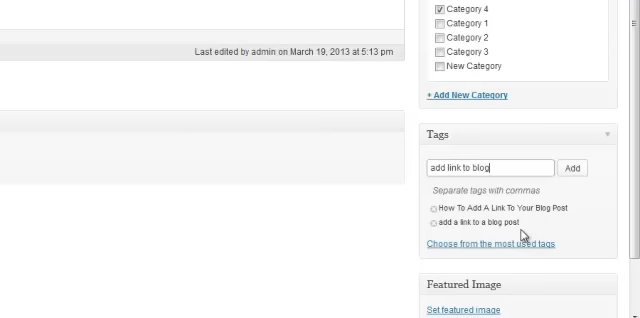 Category 4
Category 1
Category 2
Last edited by admin on March 19, 2013 at 5:13 pm
Category 3
New Category
+ Add New Category
Tags
add link to blog
Add
Separate tags with commas
How To Add A Link To Your Blog Post
add a link to a blog post
Choose from the most used tags
Featured Image
Set featured image